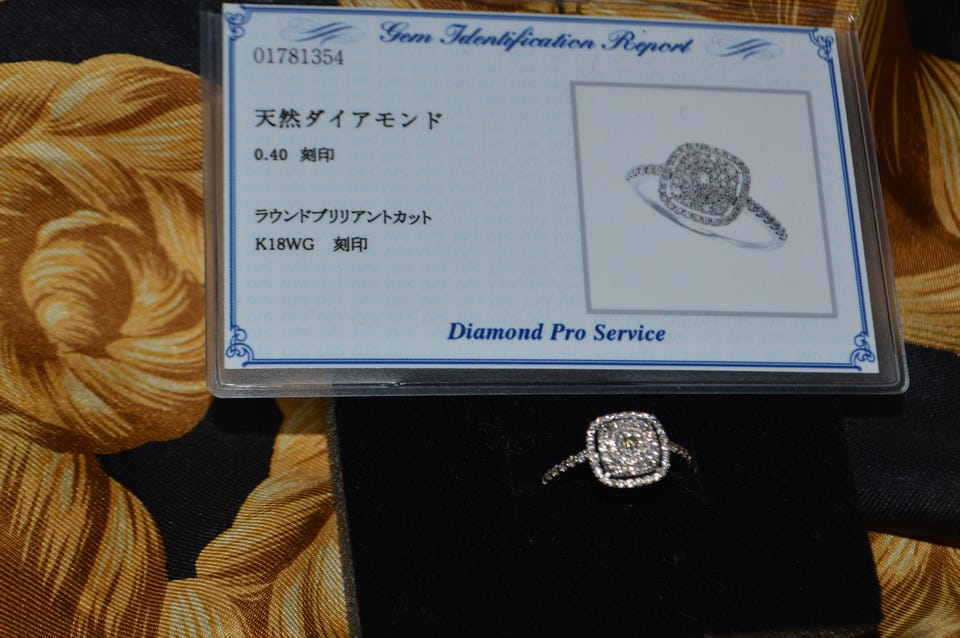 Gem Identification Report
01781354
天然ダイアモンド
0.40 刻印
ラウンドブリリアントカット
K18WG 刻印
Diamond Pro Service